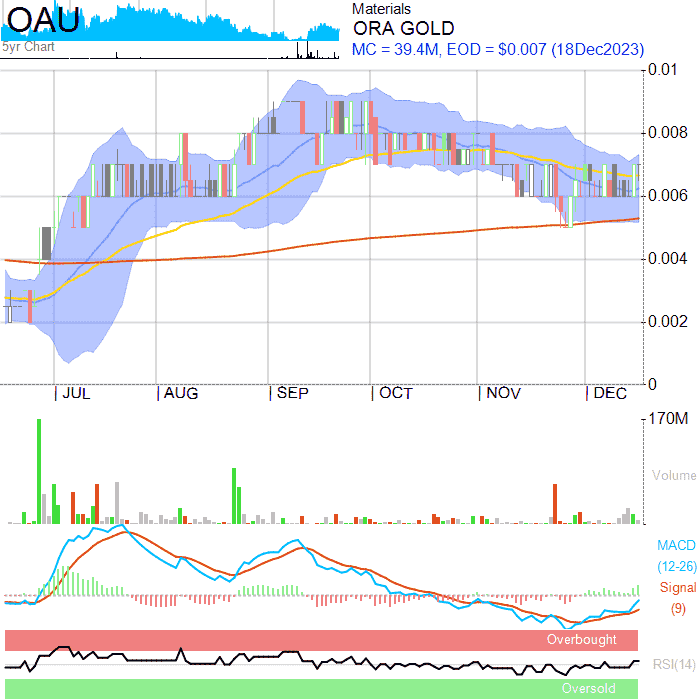 OAU
5yr Chart
Materials
ORA GOLD
MC = 39.4M, EOD = $0.007 (18Dec2023)
0.01
0.008
0.006
0.004
0.002
0
JUL AUG SEP OCT NOV DEC
170M
Volume
MACD
(12-26)
Signal
(9)
Overbought
RSI(14)
Oversold